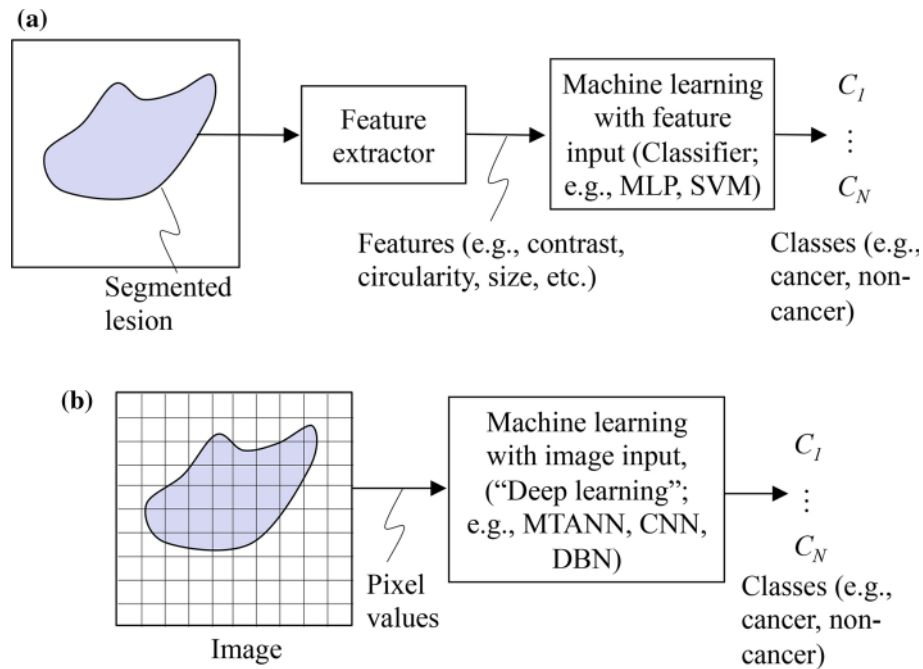 (a)
Feature
extractor
Machine learning
with feature
input (Classifier;
e.g., MLP, SVM)
C1
⋮
CN
Segmented
lesion
Features (e.g., contrast,
circularity, size, etc.)
Classes (e.g.,
cancer, non-
cancer)
(b)
Image
Pixel
values
Machine learning
with image input,
(“Deep learning”;
e.g., MTANN, CNN,
DBN)
C1
⋮
CN
Classes (e.g.,
cancer, non-
cancer)